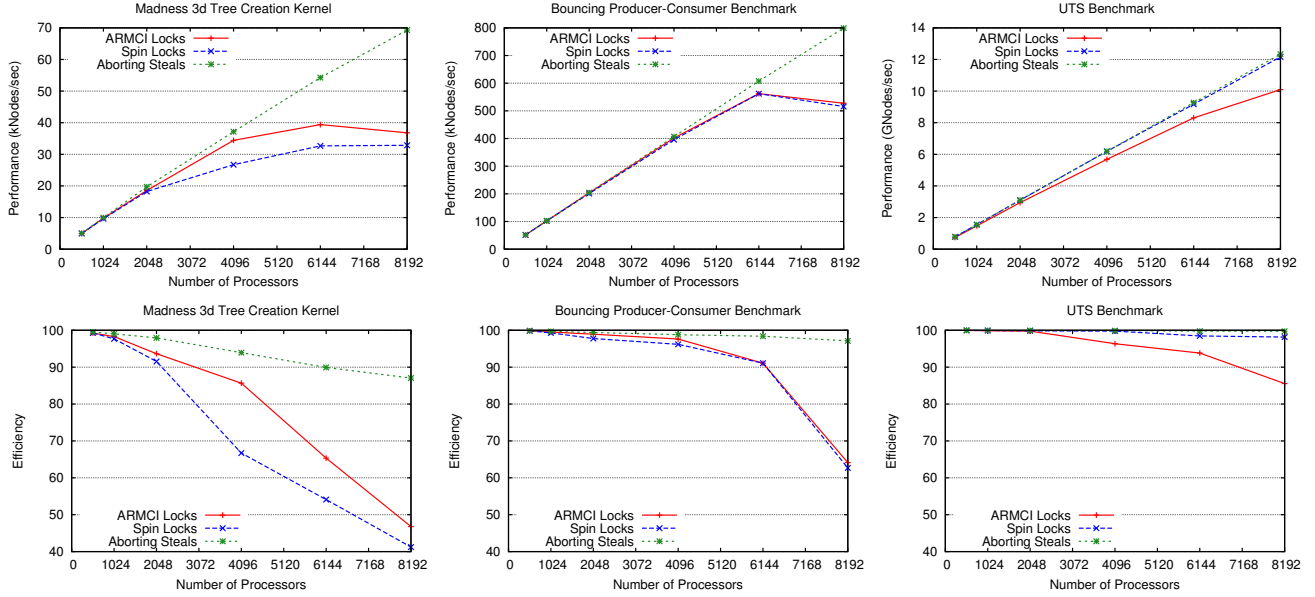 Madness 3d Tree Creation Kernel
Performance (kNodes/sec)
70
60
50
40
30
20
10
0
ARMCI Locks
Spin Locks
Aborting Steals
0 1024 2048 3072 4096 5120 6144 7168 8192
Number of Processors
Bouncing Producer-Consumer Benchmark
Performance (kNodes/sec)
800
700
600
500
400
300
200
100
0
ARMCI Locks
Spin Locks
Aborting Steals
0 1024 2048 3072 4096 5120 6144 7168 8192
Number of Processors
UTS Benchmark
Performance (GNodes/sec)
14
12
10
8
6
4
2
0
ARMCI Locks
Spin Locks
Aborting Steals
0 1024 2048 3072 4096 5120 6144 7168 8192
Number of Processors
Madness 3d Tree Creation Kernel
Efficiency
100
90
80
70
60
50
40
ARMCI Locks
Spin Locks
Aborting Steals
0 1024 2048 3072 4096 5120 6144 7168 8192
Number of Processors
Bouncing Producer-Consumer Benchmark
Efficiency
100
90
80
70
60
50
40
ARMCI Locks
Spin Locks
Aborting Steals
0 1024 2048 3072 4096 5120 6144 7168 8192
Number of Processors
UTS Benchmark
Efficiency
100
90
80
70
60
50
40
ARMCI Locks
Spin Locks
Aborting Steals
0 1024 2048 3072 4096 5120 6144 7168 8192
Number of Processors